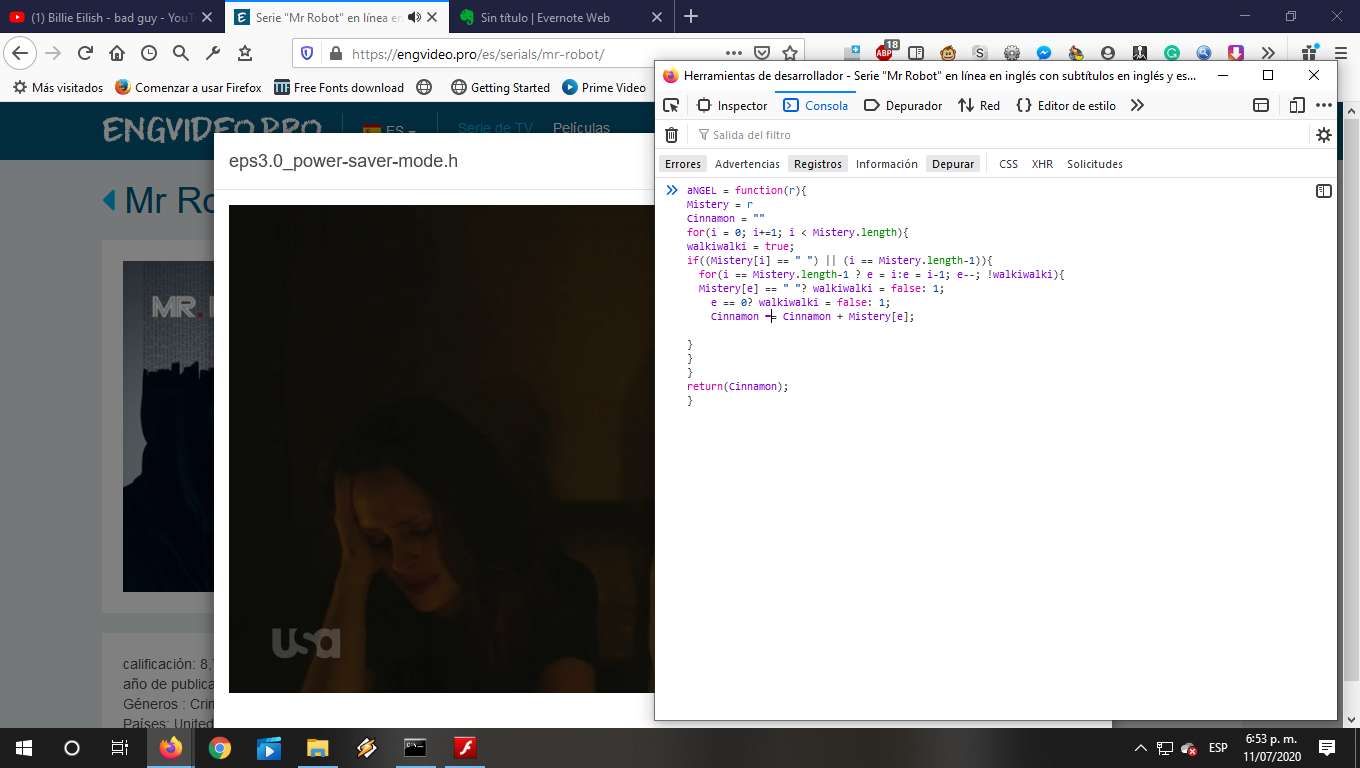 (1) Billie Eilish - bad guy - YouT
Serie "Mr Robot" en línea en
Sin título | Evernote Web
https://engvideo.pro/es/serials/mr-robot/
18
ABP
S
Más visitados
Comenzar a usar Firefox
Free Fonts download
Getting Started
Prime Video
Herramientas de desarrollador - Serie "Mr Robot" en línea en inglés con subtítulos en inglés y es...
Inspector
Consola
Depurador
Red
Editor de estilo
Salida del filtro
Errores
Advertencias
Registros
Información
Depurar
CSS
XHR
Solicitudes
aNGEL = function(r){
Mistery = r
Cinnamon = ""
for(i = 0; i+=1; i < Mistery.length){
walkiwalki = true;
if((Mistery[i] == " ") || (i == Mistery.length-1)){
for(i == Mistery.length-1 ? e = i:e = i-1; e--; !walkiwalki){
Mistery[e] == " "? walkiwalki = false: 1;
e == 0? walkiwalki = false: 1;
Cinnamon = Cinnamon + Mistery[e];
}
}
}
return(Cinnamon);
}
ENGVIDEO.PRO
ES
Serie de TV
Películas
Mr Ro
MR.
eps3.0_power-saver-mode.h
usa
calificación: 8,
año de publica
Géneros : Crin
Países: United
ESP
6:53 p. m.
11/07/2020